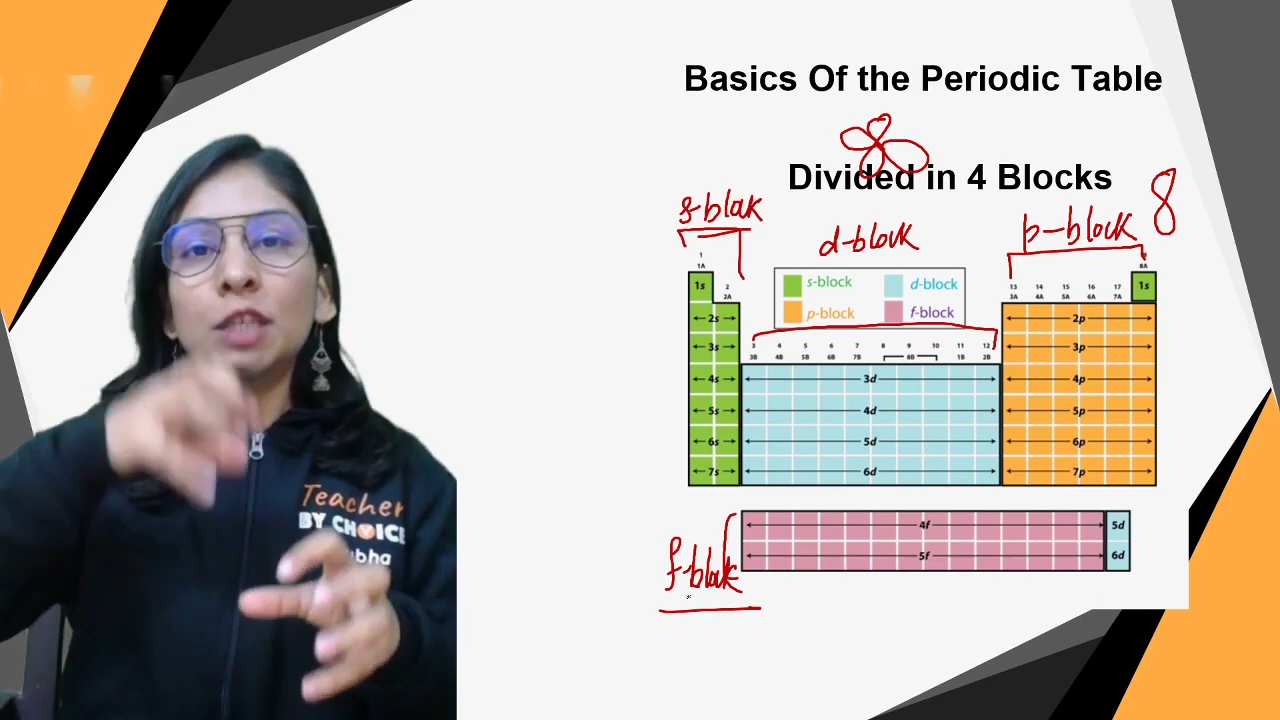 Basics Of the Periodic Table
Divided in 4 Blocks
s-block
d-block
p-block
8
1
1A
8A
1s
2
2A
s-block
d-block
p-block
f-block
13 14 15 16 17
3A 4A 5A 6A 7A
1s
2s
2p
3s
3 4 5 6 7 8 9 10 11 12
3B 4B 5B 6B 7B 8B 1B 2B
3p
4s 3d 4p
5s 4d 5p
6s 5d 6p
7s 6d 7p
f-block
4f 5d
5f 6d
Teacher
BY CHOICE